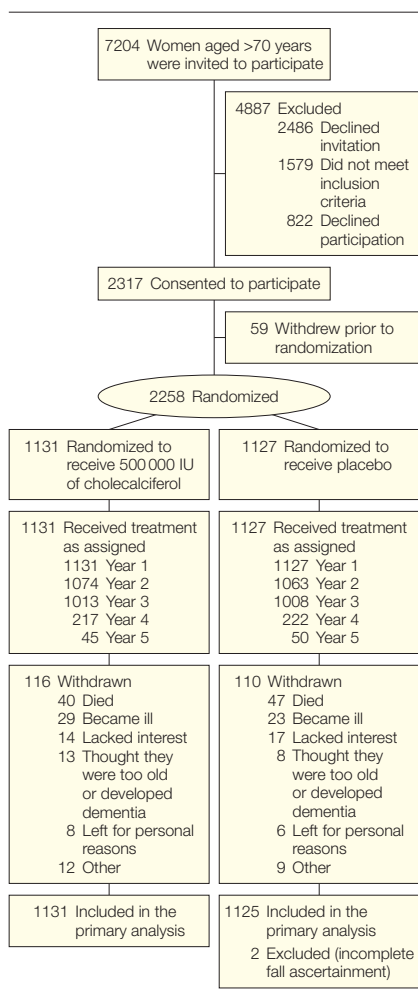 7204 Women aged >70 years
were invited to participate
4887 Excluded
2486 Declined
invitation
1579 Did not meet
inclusion
criteria
822 Declined
participation
2317 Consented to participate
59 Withdrew prior to
randomization
2258 Randomized
1131 Randomized to
receive 500 000 IU
of cholecalciferol
1127 Randomized to
receive placebo
1131 Received treatment
as assigned
1131 Year 1
1074 Year 2
1013 Year 3
217 Year 4
45 Year 5
1127 Received treatment
as assigned
1127 Year 1
1063 Year 2
1008 Year 3
222 Year 4
50 Year 5
116 Withdrawn
40 Died
29 Became ill
14 Lacked interest
13 Thought they
were too old
or developed
dementia
8 Left for personal
reasons
12 Other
110 Withdrawn
47 Died
23 Became ill
17 Lacked interest
8 Thought they
were too old
or developed
dementia
6 Left for personal
reasons
9 Other
1131 Included in the
primary analysis
1125 Included in the
primary analysis
2 Excluded (incomplete
fall ascertainment)